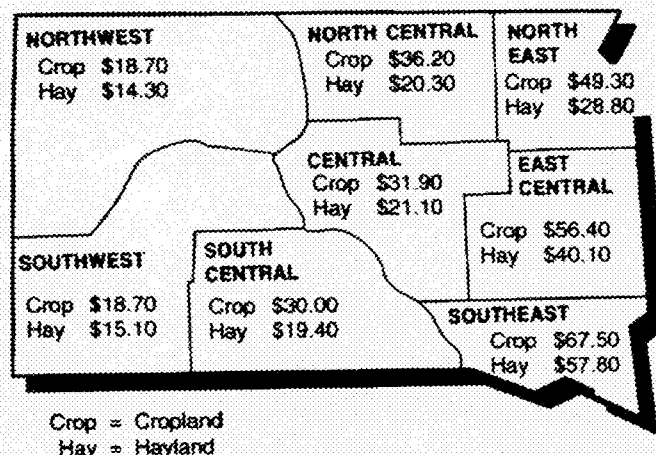 NORTHWEST
Crop $18.70
Hay $14.30
NORTH CENTRAL
Crop $36.20
Hay $20.30
NORTH
EAST
Crop $49.30
Hay $28.80
CENTRAL
Crop $31.90
Hay $21.10
EAST
CENTRAL
Crop $56.40
Hay $40.10
SOUTHWEST
Crop $18.70
Hay $15.10
SOUTH
CENTRAL
Crop $30.00
Hay $19.40
SOUTHEAST
Crop $67.50
Hay $57.80
Crop = Cropland
Hay = Hayland